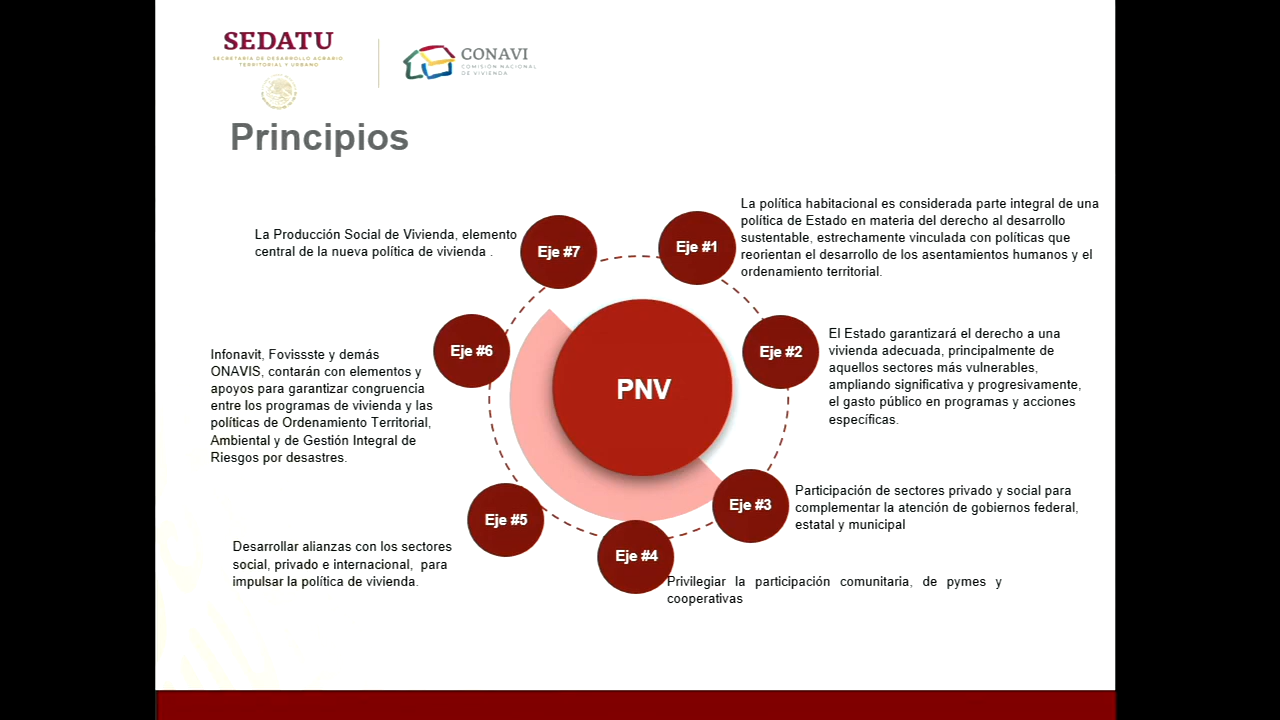 SEDATU
SECRETARÍA DE DESARROLLO AGRARIO
TERRITORIAL Y URBANO
CONAVI
COMISIÓN NACIONAL
DE VIVIENDA
Principios
Eje #1
La política habitacional es considerada parte integral de una
política de Estado en materia del derecho al desarrollo
sustentable, estrechamente vinculada con políticas que
reorientan el desarrollo de los asentamientos humanos y el
ordenamiento territorial.
Eje #2
El Estado garantizará el derecho a una
vivienda adecuada, principalmente de
aquellos sectores más vulnerables,
ampliando significativa y progresivamente,
el gasto público en programas y acciones
específicas.
Eje #3
Participación de sectores privado y social para
complementar la atención de gobiernos federal,
estatal y municipal
Eje #4
Privilegiar la participación comunitaria, de pymes y
cooperativas
Eje #5
Desarrollar alianzas con los sectores
social, privado e internacional, para
impulsar la política de vivienda.
Eje #6
Infonavit, Fovissste y demás
ONAVIS, contarán con elementos y
apoyos para garantizar congruencia
entre los programas de vivienda y las
políticas de Ordenamiento Territorial,
Ambiental y de Gestión Integral de
Riesgos por desastres.
Eje #7
La Producción Social de Vivienda, elemento
central de la nueva política de vivienda .
PNV